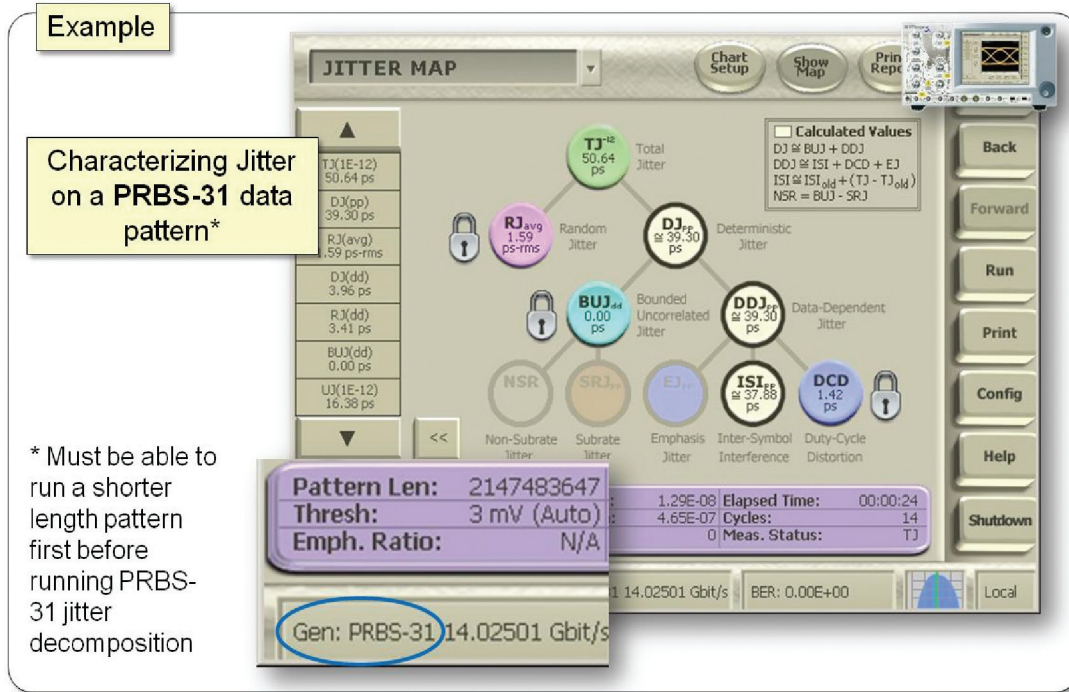 Example
JITTER MAP
Chart
Setup
Show
Map
Characterizing Jitter
on a PRBS-31 data
pattern*
TJ(1E-12)
50.64 ps
DJ(pp)
39.30 ps
RJ(avg)
1.59 ps-rms
DJ(dd)
3.96 ps
RJ(dd)
3.41 ps
BUJ(dd)
0.00 ps
UJ(1E-12)
16.38 ps
<<
TJ-12
50.64
ps
Total
Jitter
Calculated Values
DJ ≅ BUJ + DDJ
DDJ ≅ ISI + DCD + EJ
ISI ≅ ISIold + (TJ - TJold)
NSR = BUJ - SRJ
RJavg
1.59
ps-rms
Random
Jitter
DJpp
≅ 39.30
ps
Deterministic
Jitter
BUJdd
0.00
ps
Bounded
Uncorrelated
Jitter
DDJpp
≅ 39.30
ps
Data-Dependent
Jitter
NSR
SRJpp
EJpp
ISIpp
≅ 37.88
ps
DCD
1.42
ps
Non-Subrate
Jitter
Subrate
Jitter
Emphasis
Jitter
Inter-Symbol
Interference
Duty-Cycle
Distortion
Back
Forward
Run
Print
Config
Help
Shutdown
* Must be able to
run a shorter
length pattern
first before
running PRBS-
31 jitter
decomposition
Pattern Len: 2147483647
Thresh: 3 mV (Auto)
Emph. Ratio: N/A
1.29E-08 Elapsed Time: 00:00:24
4.65E-07 Cycles: 14
0 Meas. Status: TJ
Gen: PRBS-31 14.02501 Gbit/s
14.02501 Gbit/s
BER: 0.00E+00
Local